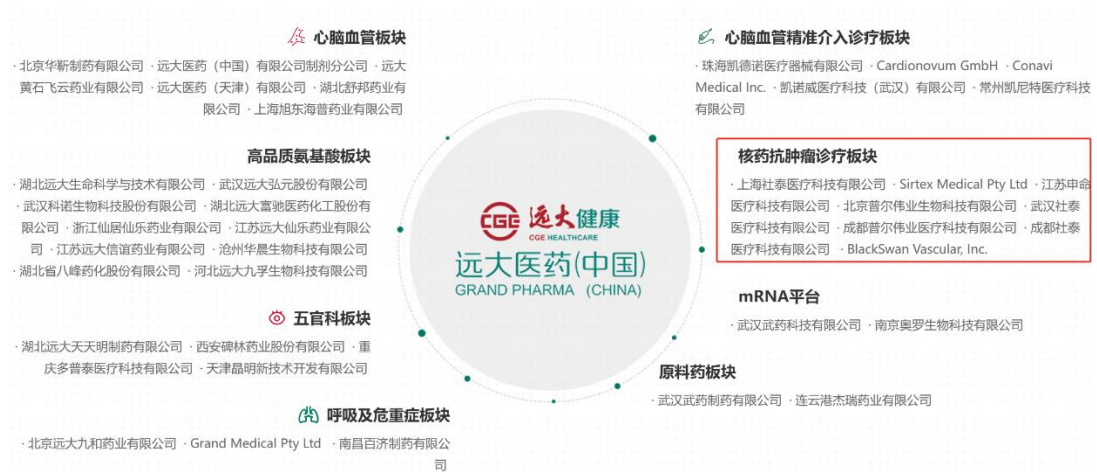 心脑血管板块
· 北京华靳制药有限公司 · 远大医药（中国）有限公司制剂分公司 · 远大
黄石飞云药业有限公司 · 远大医药（天津）有限公司 · 湖北舒邦药业有
限公司 · 上海旭东海普药业有限公司
高品质氨基酸板块
· 湖北远大生命科学与技术有限公司 · 武汉远大弘元股份有限公司
· 武汉科诺生物科技股份有限公司 · 湖北远大富驰医药化工股份有
限公司 · 浙江仙居仙乐药业有限公司 · 江苏远大仙乐药业有限公
司 · 江苏远大信谊药业有限公司 · 沧州华晨生物科技有限公司
· 湖北省八峰药化股份有限公司 · 河北远大九孚生物科技有限公司
五官科板块
· 湖北远大天天明制药有限公司 · 西安碑林药业股份有限公司 · 重
庆多普泰医疗科技有限公司 · 天津晶明新技术开发有限公司
呼吸及危重症板块
· 北京远大九和药业有限公司 · Grand Medical Pty Ltd · 南昌百济制药有限公
司
CGE 远大健康
CGE HEALTHCARE
远大医药(中国)
GRAND PHARMA (CHINA)
心脑血管精准介入诊疗板块
· 珠海凯德诺医疗器械有限公司 · Cardionovum GmbH · Conavi
Medical Inc. · 凯诺威医疗科技（武汉）有限公司 · 常州凯尼特医疗科技
有限公司
核药抗肿瘤诊疗板块
· 上海社泰医疗科技有限公司 · Sirtex Medical Pty Ltd · 江苏申命
医疗科技有限公司 · 北京普尔伟业生物科技有限公司 · 武汉社泰
医疗科技有限公司 · 成都普尔伟业医疗科技有限公司 · 成都社泰
医疗科技有限公司 · BlackSwan Vascular, Inc.
mRNA平台
· 武汉武药科技有限公司 · 南京奥罗生物科技有限公司
原料药板块
· 武汉武药制药有限公司 · 连云港杰瑞药业有限公司